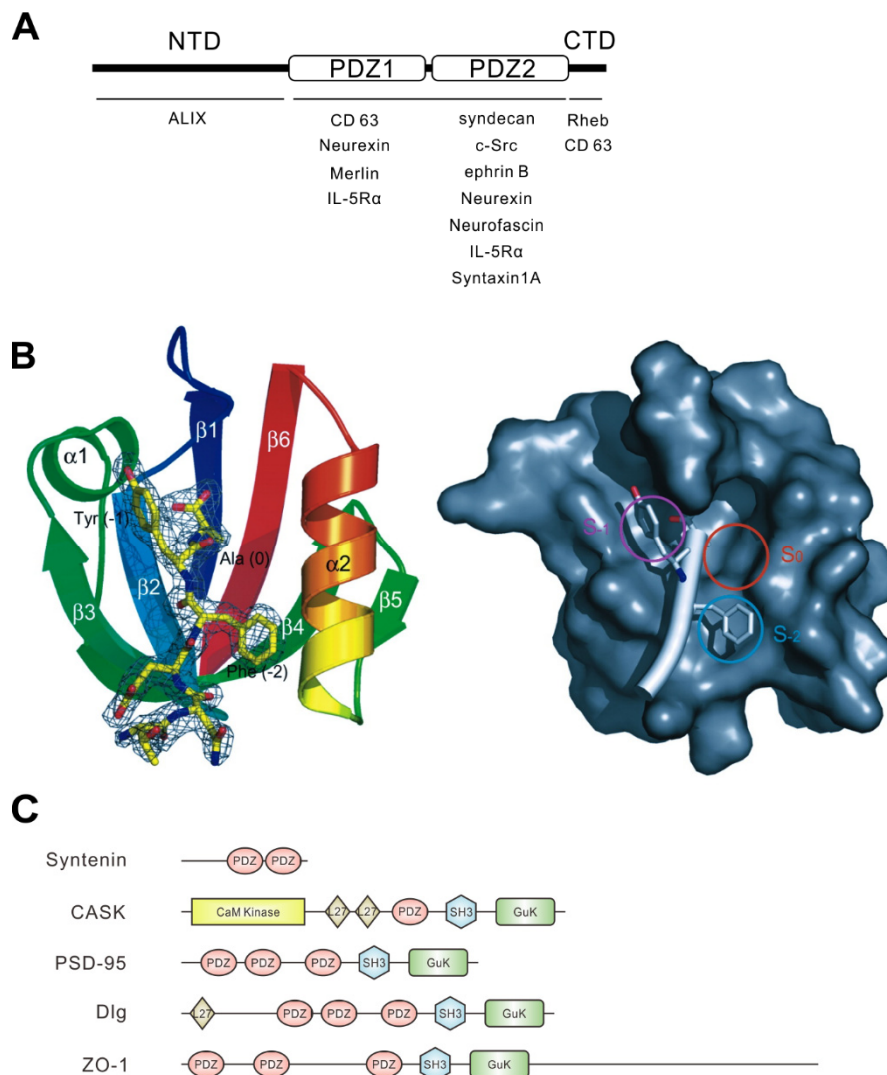 A
NTD PDZ1 PDZ2 CTD
ALIX CD 63 syndecan Rheb
Neurexin c-Src CD 63
Merlin ephrin B
IL-5Rα Neurexin
Neurofascin
IL-5Rα
Syntaxin1A
B
α1 β1 β6
Tyr (-1) Ala (0) α2
β3 β2 β4 β5
Phe (-2)
S-1 S0
S-2
C
Syntenin PDZ PDZ
CASK CaM Kinase L27 L27 PDZ SH3 GuK
PSD-95 PDZ PDZ PDZ SH3 GuK
Dlg L27 PDZ PDZ PDZ SH3 GuK
ZO-1 PDZ PDZ PDZ SH3 GuK